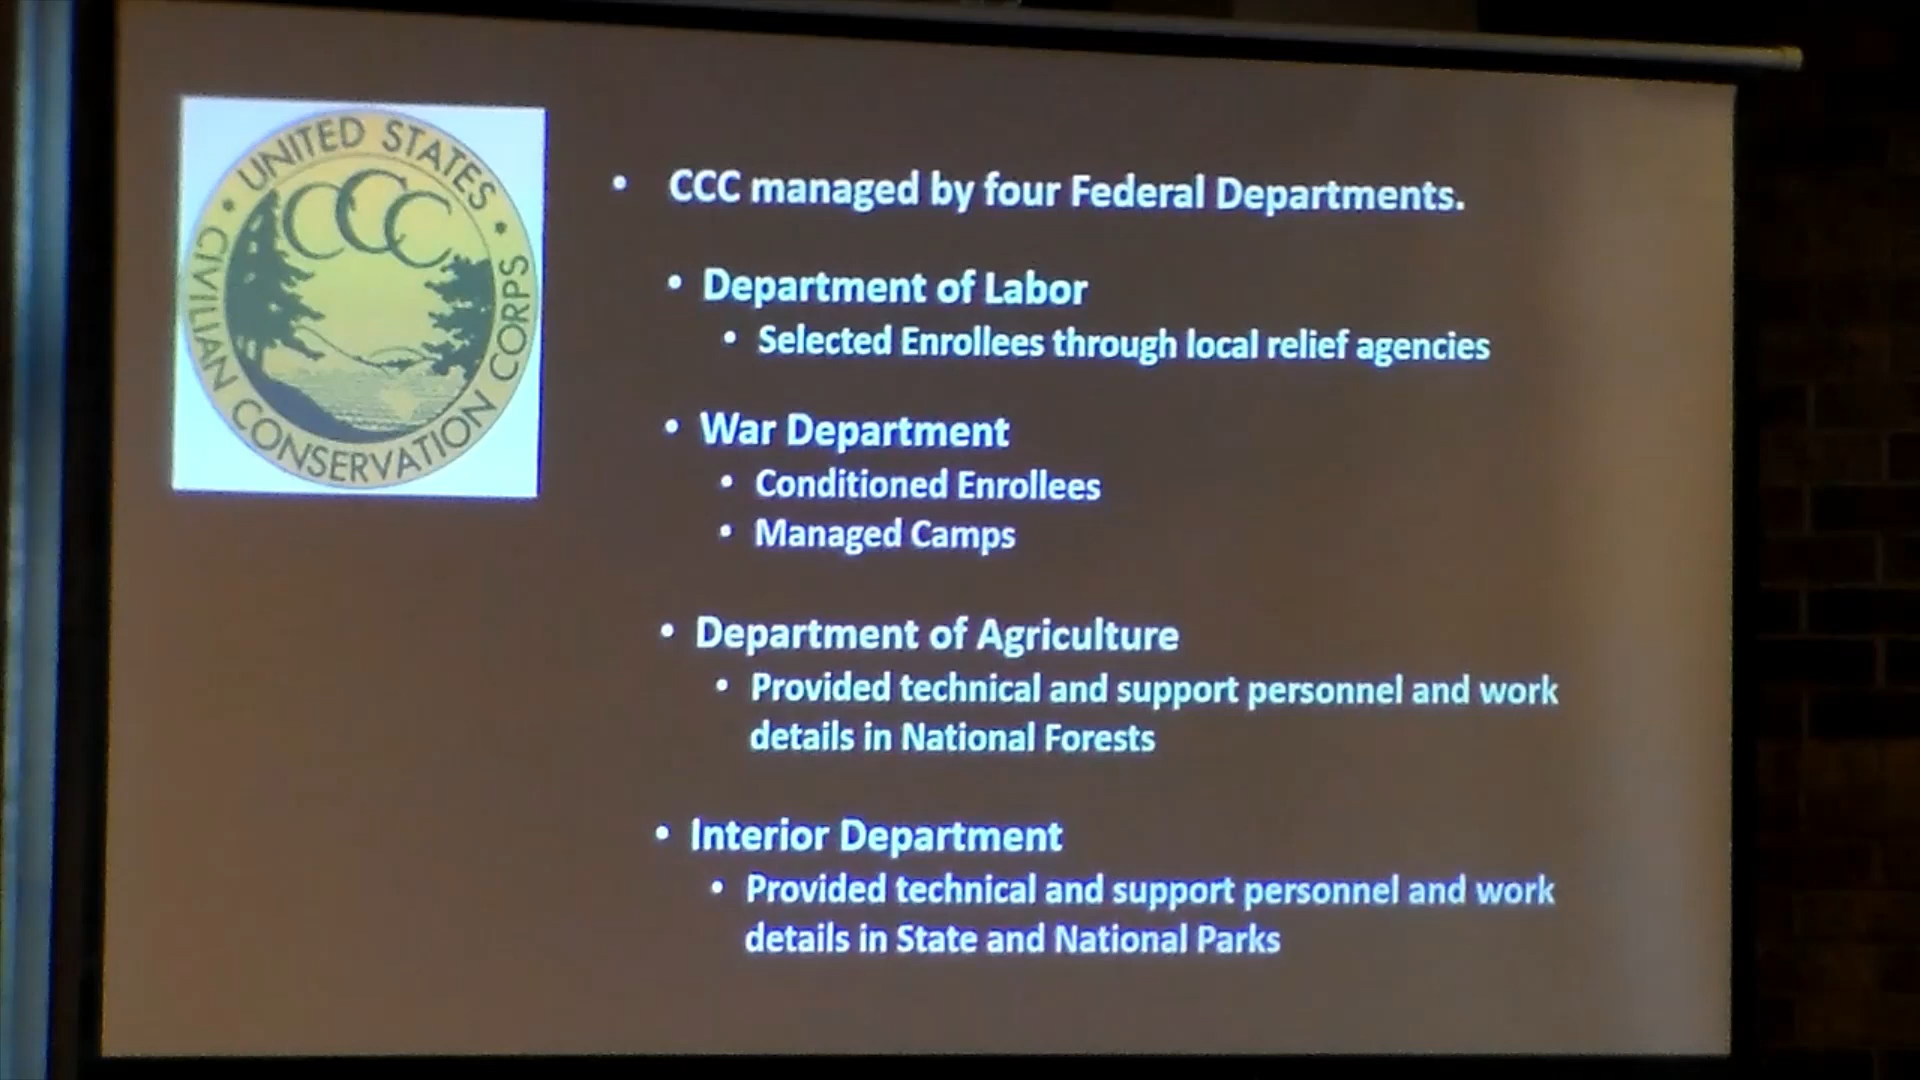 UNITED STATES
CCC
CIVILIAN CONSERVATION CORPS
• CCC managed by four Federal Departments.
• Department of Labor
• Selected Enrollees through local relief agencies
• War Department
• Conditioned Enrollees
• Managed Camps
• Department of Agriculture
• Provided technical and support personnel and work
details in National Forests
• Interior Department
• Provided technical and support personnel and work
details in State and National Parks